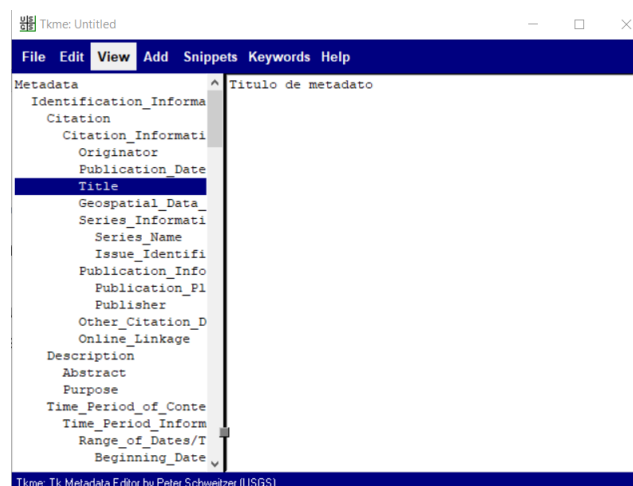 USGS Tkme: Untitled
File Edit View Add Snippets Keywords Help
Metadata
Identification_Informa
Citation
Citation_Informati
Originator
Publication_Date
Title
Geospatial_Data_
Series_Informati
Series_Name
Issue_Identifi
Publication_Info
Publication_Pl
Publisher
Other_Citation_D
Online_Linkage
Description
Abstract
Purpose
Time_Period_of_Conte
Time_Period_Inform
Range_of_Dates/T
Beginning_Date
Titulo de metadato
Tkme: Tk Metadata Editor by Peter Schweitzer (USGS)